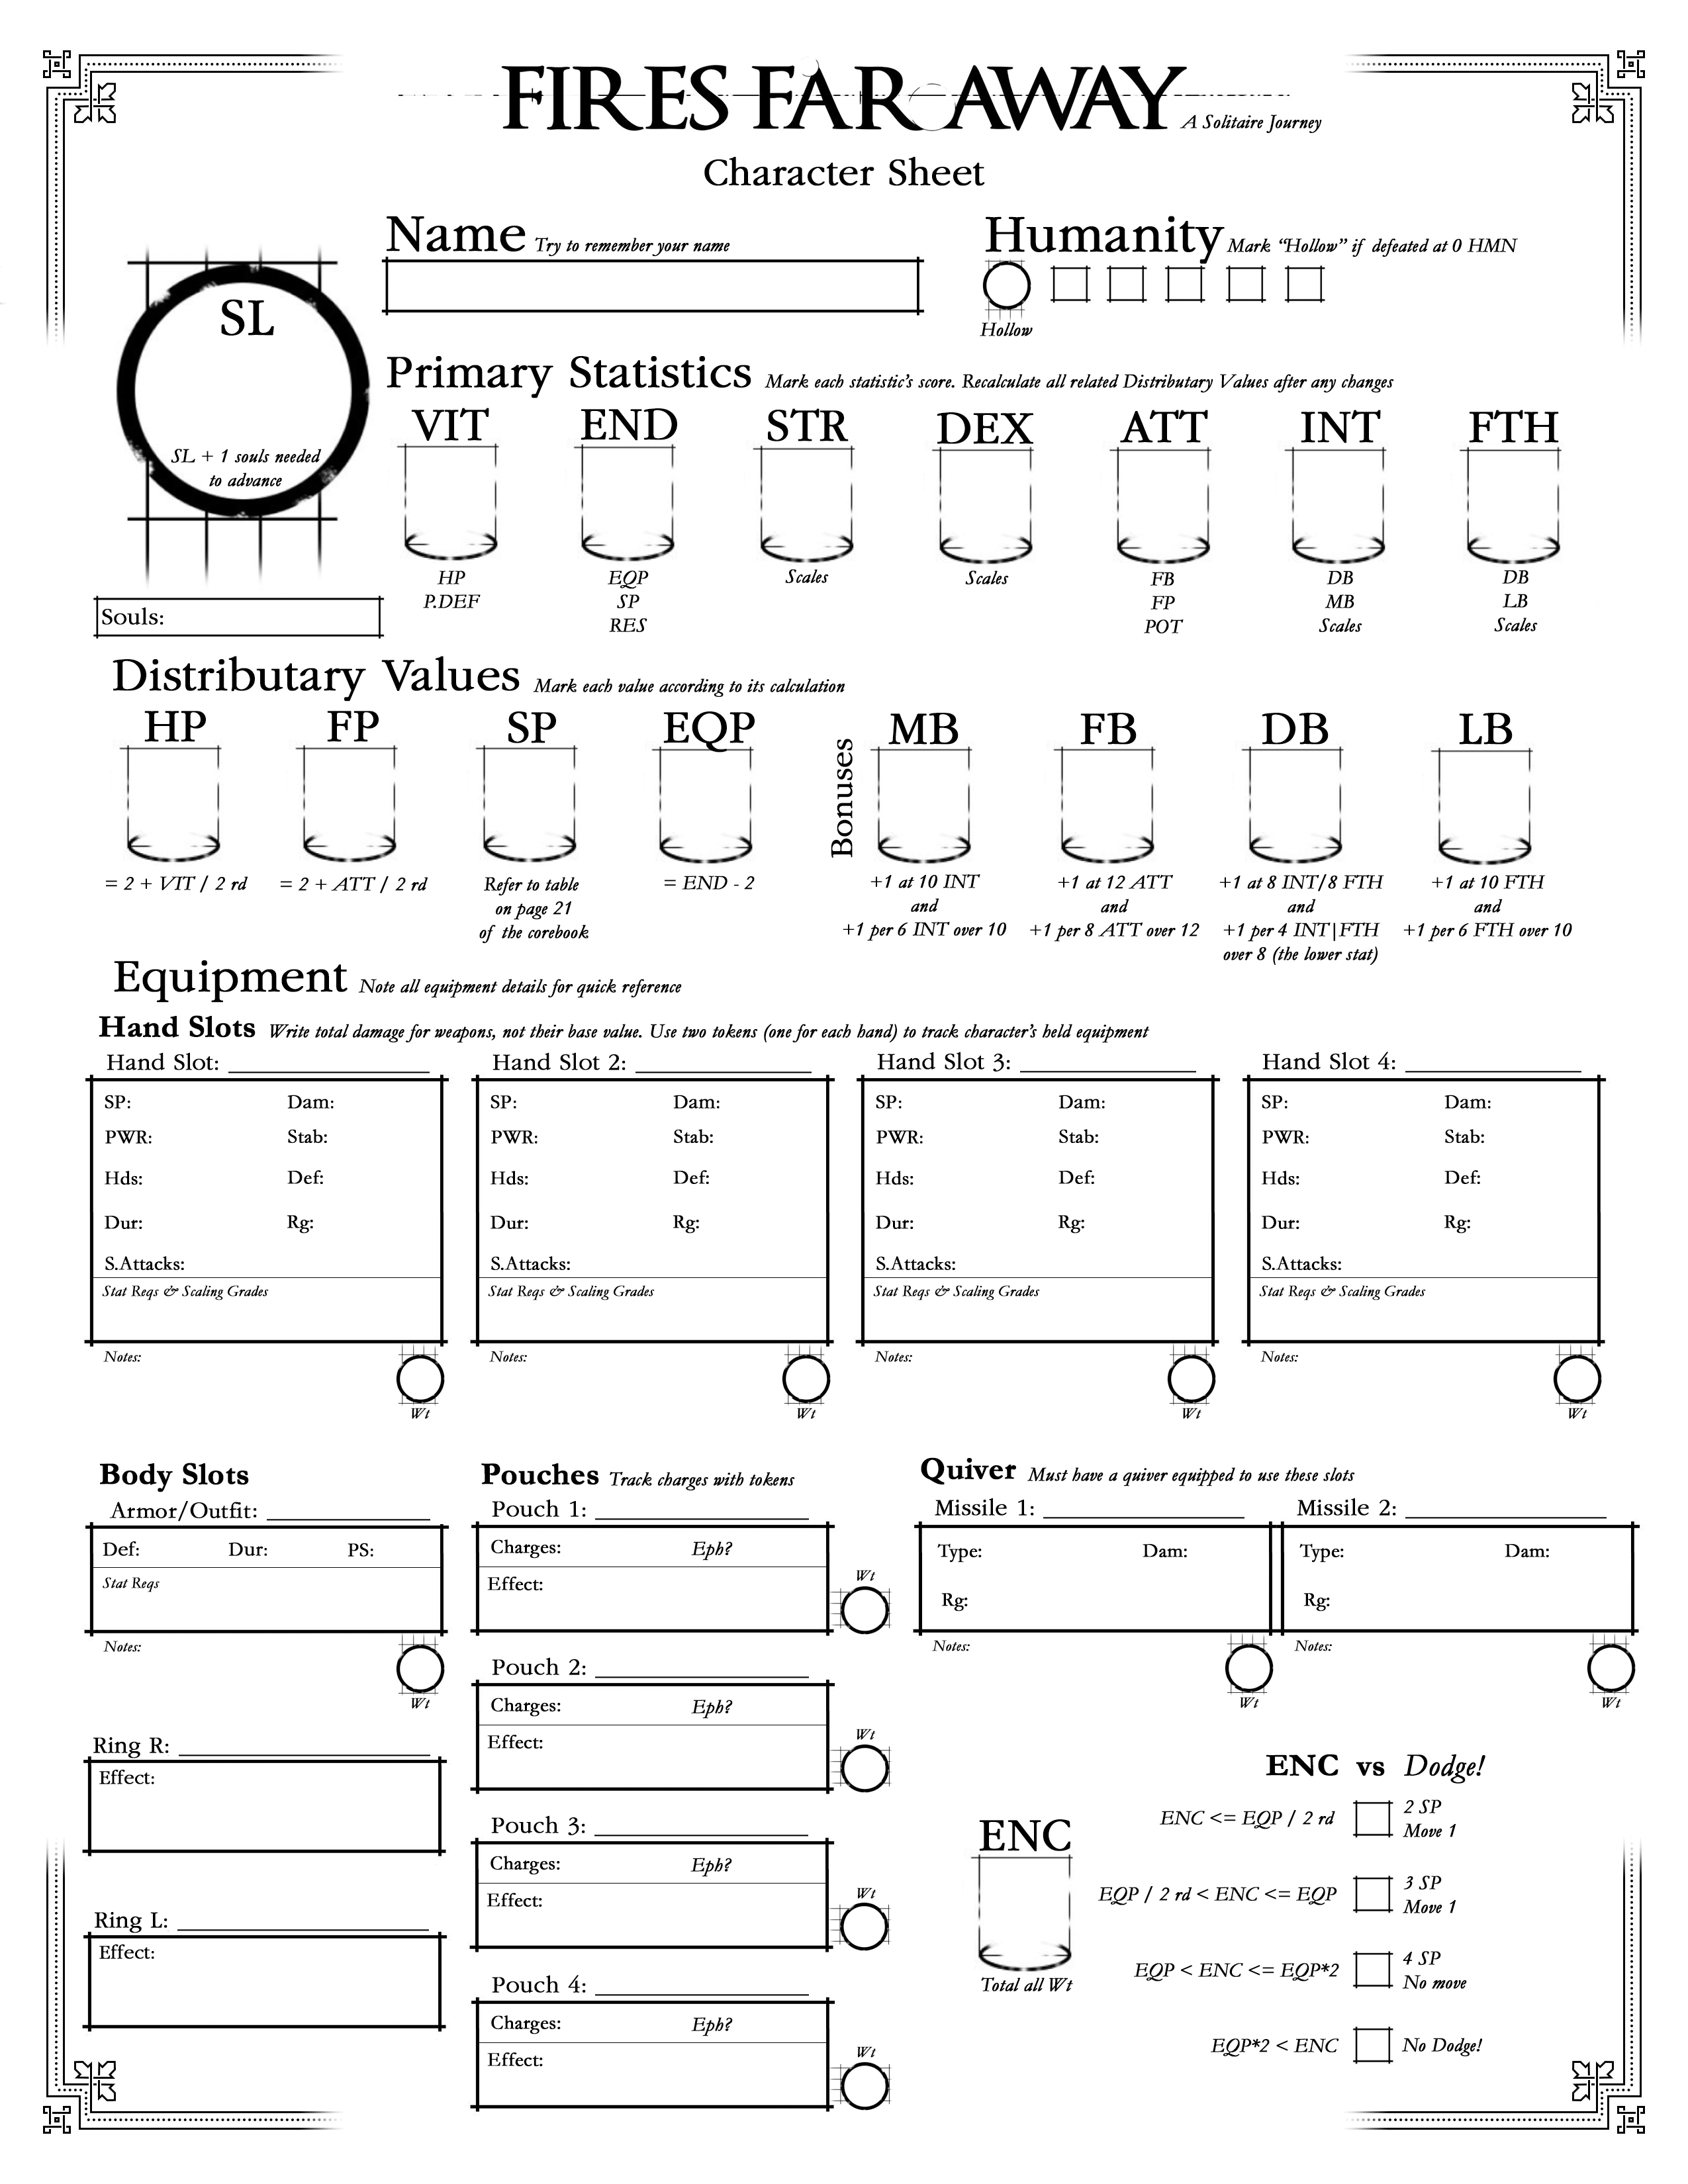 FIRES FAR AWAY A Solitaire Journey
Character Sheet
Name Try to remember your name
Humanity Mark “Hollow” if defeated at 0 HMN
Hollow
SL
SL + 1 souls needed
to advance
Souls:
Primary Statistics Mark each statistic’s score. Recalculate all related Distributary Values after any changes
VIT END STR DEX ATT INT FTH
HP EQP Scales Scales FB DB DB
P.DEF SP FP MB LB
RES POT Scales Scales
Distributary Values Mark each value according to its calculation
HP FP SP EQP Bonuses MB FB DB LB
= 2 + VIT / 2 rd = 2 + ATT / 2 rd Refer to table = END - 2 +1 at 10 INT +1 at 12 ATT +1 at 8 INT/8 FTH +1 at 10 FTH
on page 21 and and and and
of the corebook +1 per 6 INT over 10 +1 per 8 ATT over 12 +1 per 4 INT|FTH +1 per 6 FTH over 10
over 8 (the lower stat)
Equipment Note all equipment details for quick reference
Hand Slots Write total damage for weapons, not their base value. Use two tokens (one for each hand) to track character’s held equipment
Hand Slot:
SP: Dam:
PWR: Stab:
Hds: Def:
Dur: Rg:
S.Attacks:
Stat Reqs & Scaling Grades
Notes:
Wt
Hand Slot 2:
SP: Dam:
PWR: Stab:
Hds: Def:
Dur: Rg:
S.Attacks:
Stat Reqs & Scaling Grades
Notes:
Wt
Hand Slot 3:
SP: Dam:
PWR: Stab:
Hds: Def:
Dur: Rg:
S.Attacks:
Stat Reqs & Scaling Grades
Notes:
Wt
Hand Slot 4:
SP: Dam:
PWR: Stab:
Hds: Def:
Dur: Rg:
S.Attacks:
Stat Reqs & Scaling Grades
Notes:
Wt
Body Slots
Armor/Outfit:
Def: Dur: PS:
Stat Reqs
Notes:
Wt
Ring R:
Effect:
Ring L:
Effect:
Pouches Track charges with tokens
Pouch 1:
Charges: Eph?
Effect:
Wt
Pouch 2:
Charges: Eph?
Effect:
Wt
Pouch 3:
Charges: Eph?
Effect:
Wt
Pouch 4:
Charges: Eph?
Effect:
Wt
Quiver Must have a quiver equipped to use these slots
Missile 1:
Type: Dam:
Rg:
Notes:
Wt
Missile 2:
Type: Dam:
Rg:
Notes:
Wt
ENC
Total all Wt
ENC vs Dodge!
ENC <= EQP / 2 rd 2 SP
Move 1
EQP / 2 rd < ENC <= EQP 3 SP
Move 1
EQP < ENC <= EQP*2 4 SP
No move
EQP*2 < ENC No Dodge!